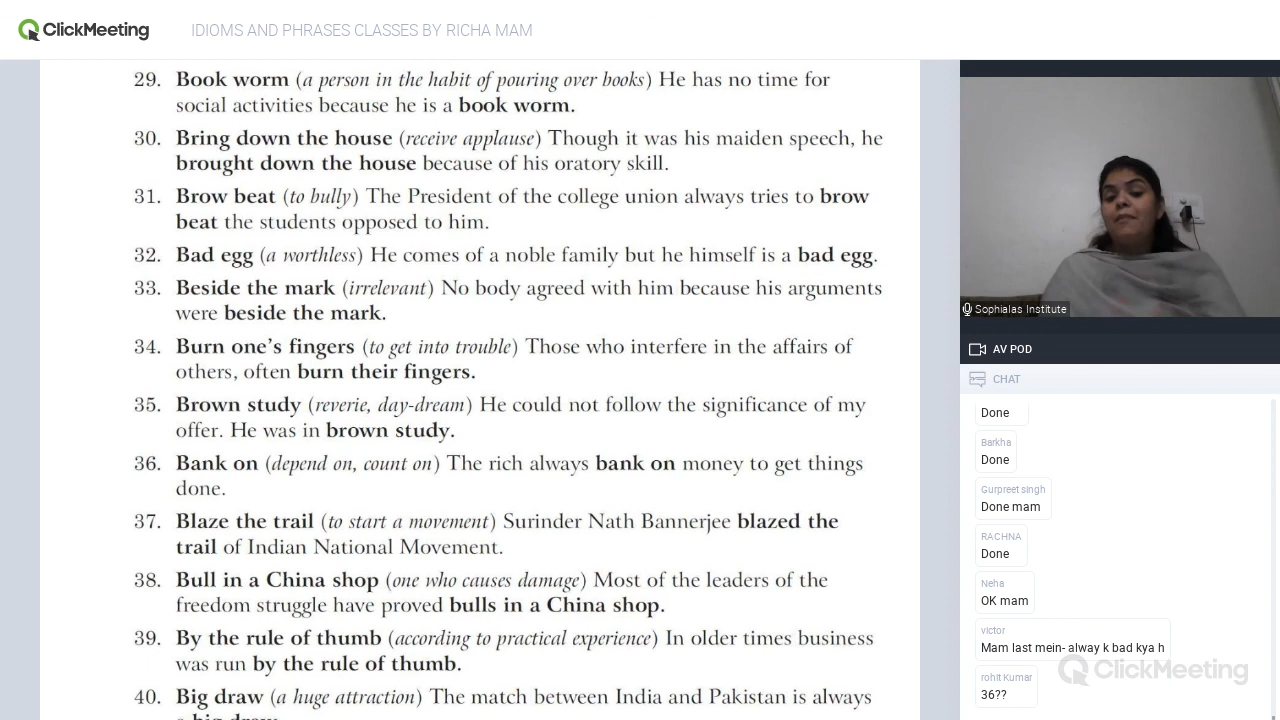 ClickMeeting
IDIOMS AND PHRASES CLASSES BY RICHA MAM
29. Book worm (a person in the habit of pouring over books) He has no time for
social activities because he is a book worm.
30. Bring down the house (receive applause) Though it was his maiden speech, he
brought down the house because of his oratory skill.
31. Brow beat (to bully) The President of the college union always tries to brow
beat the students opposed to him.
32. Bad egg (a worthless) He comes of a noble family but he himself is a bad egg.
33. Beside the mark (irrelevant) No body agreed with him because his arguments
were beside the mark.
34. Burn one's fingers (to get into trouble) Those who interfere in the affairs of
others, often burn their fingers.
35. Brown study (reverie, day-dream) He could not follow the significance of my
offer. He was in brown study.
36. Bank on (depend on, count on) The rich always bank on money to get things
done.
37. Blaze the trail (to start a movement) Surinder Nath Bannerjee blazed the
trail of Indian National Movement.
38. Bull in a China shop (one who causes damage) Most of the leaders of the
freedom struggle have proved bulls in a China shop.
39. By the rule of thumb (according to practical experience) In older times business
was run by the rule of thumb.
40. Big draw (a huge attraction) The match between India and Pakistan is always
a big draw
Sophialas Institute
AV POD
CHAT
Done
Barkha
Done
Gurpreet singh
Done mam
RACHNA
Done
Neha
OK mam
victor
Mam last mein- alway k bad kya h
rohit Kumar
36??
ClickMeeting